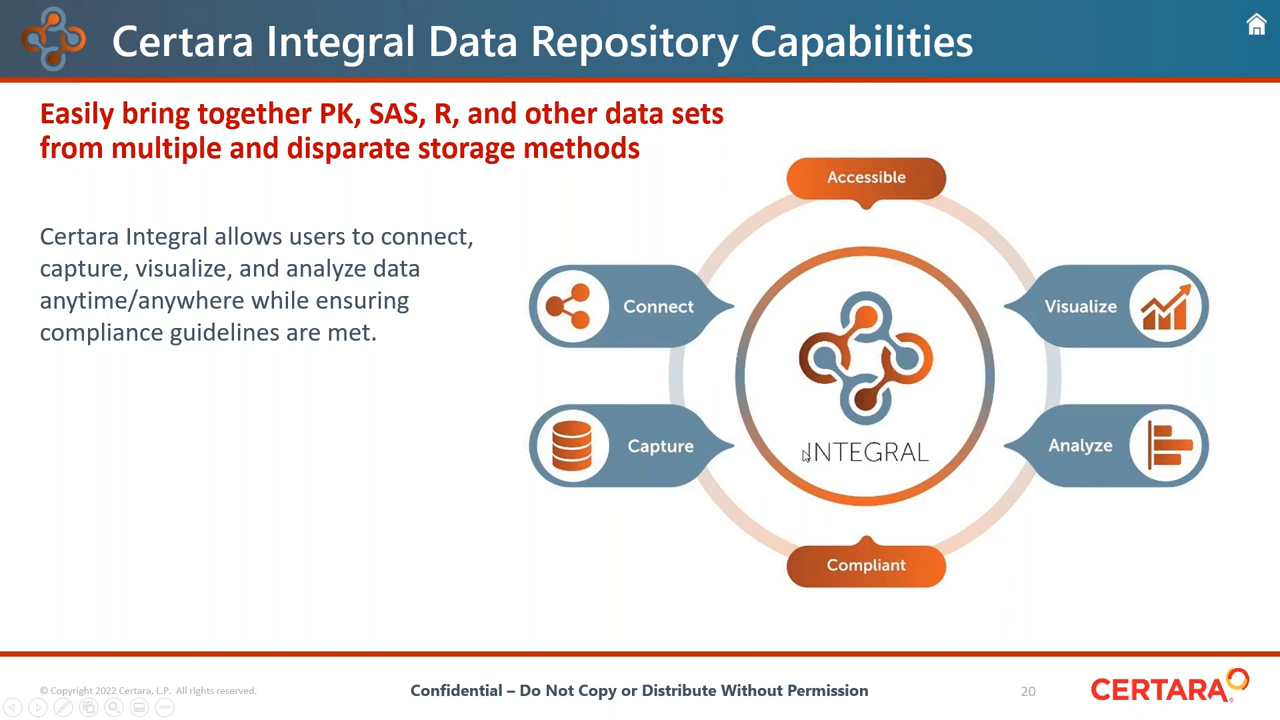 Certara Integral Data Repository Capabilities
Easily bring together PK, SAS, R, and other data sets
from multiple and disparate storage methods
Certara Integral allows users to connect,
capture, visualize, and analyze data
anytime/anywhere while ensuring
compliance guidelines are met.
Accessible
Connect
Visualize
Capture
Analyze
INTEGRAL
Compliant
© Copyright 2022 Certara, L.P. All rights reserved.
Confidential – Do Not Copy or Distribute Without Permission
20
CERTARA